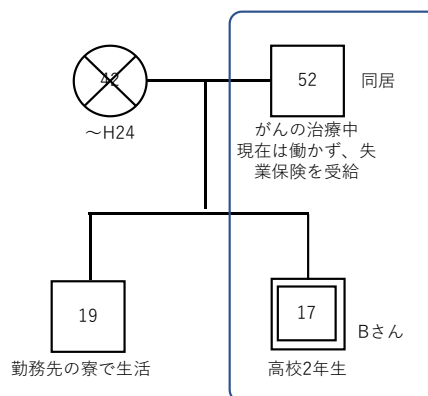 42
52
同居
～H24
がんの治療中
現在は働かず、失
業保険を受給
19
17
Bさん
勤務先の寮で生活
高校2年生